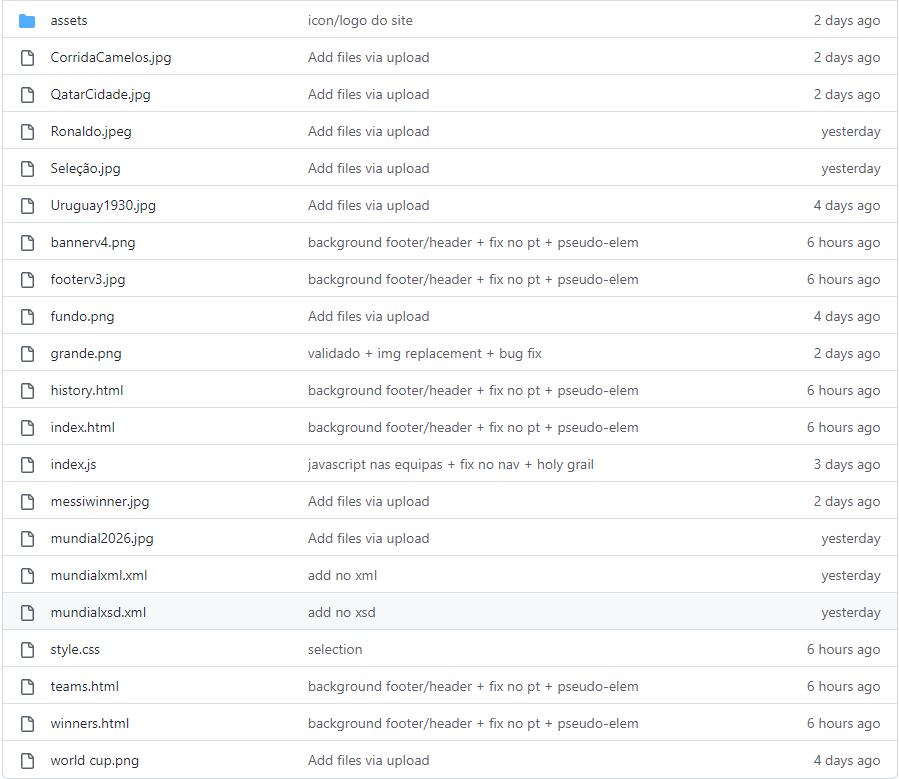 assets icon/logo do site 2 days ago
CorridaCamelos.jpg Add files via upload 2 days ago
QatarCidade.jpg Add files via upload 2 days ago
Ronaldo.jpeg Add files via upload yesterday
Seleção.jpg Add files via upload yesterday
Uruguay1930.jpg Add files via upload 4 days ago
bannerv4.png background footer/header + fix no pt + pseudo-elem 6 hours ago
footerv3.jpg background footer/header + fix no pt + pseudo-elem 6 hours ago
fundo.png Add files via upload 4 days ago
grande.png validado + img replacement + bug fix 2 days ago
history.html background footer/header + fix no pt + pseudo-elem 6 hours ago
index.html background footer/header + fix no pt + pseudo-elem 6 hours ago
index.js javascript nas equipas + fix no nav + holy grail 3 days ago
messiwinner.jpg Add files via upload 2 days ago
mundial2026.jpg Add files via upload yesterday
mundialxml.xml add no xml yesterday
mundialxsd.xml add no xsd yesterday
style.css selection 6 hours ago
teams.html background footer/header + fix no pt + pseudo-elem 6 hours ago
winners.html background footer/header + fix no pt + pseudo-elem 6 hours ago
world cup.png Add files via upload 4 days ago